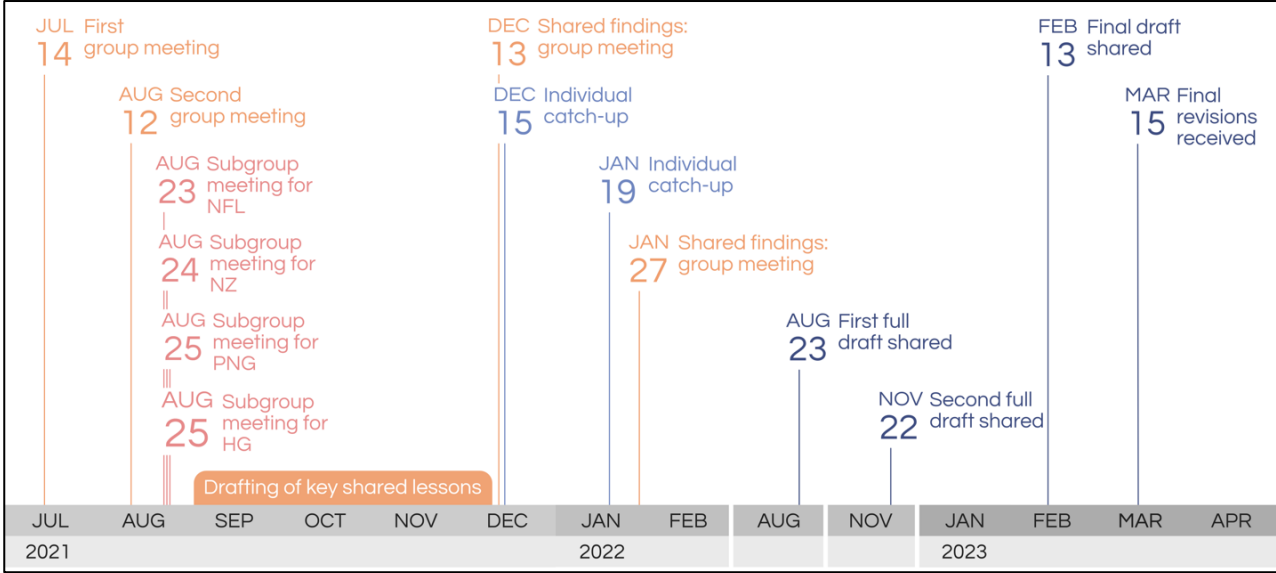 JUL First
14 group meeting
AUG Second
12 group meeting
AUG Subgroup
23 meeting for
NFL
AUG Subgroup
24 meeting for
NZ
AUG Subgroup
25 meeting for
PNG
AUG Subgroup
25 meeting for
HG
Drafting of key shared lessons
DEC Shared findings:
13 group meeting
DEC Individual
15 catch-up
JAN Individual
19 catch-up
JAN Shared findings:
27 group meeting
AUG First full
23 draft shared
NOV Second full
22 draft shared
FEB Final draft
13 shared
MAR Final
15 revisions
received
JUL AUG SEP OCT NOV DEC JAN FEB AUG NOV JAN FEB MAR APR
2021 2022 2023